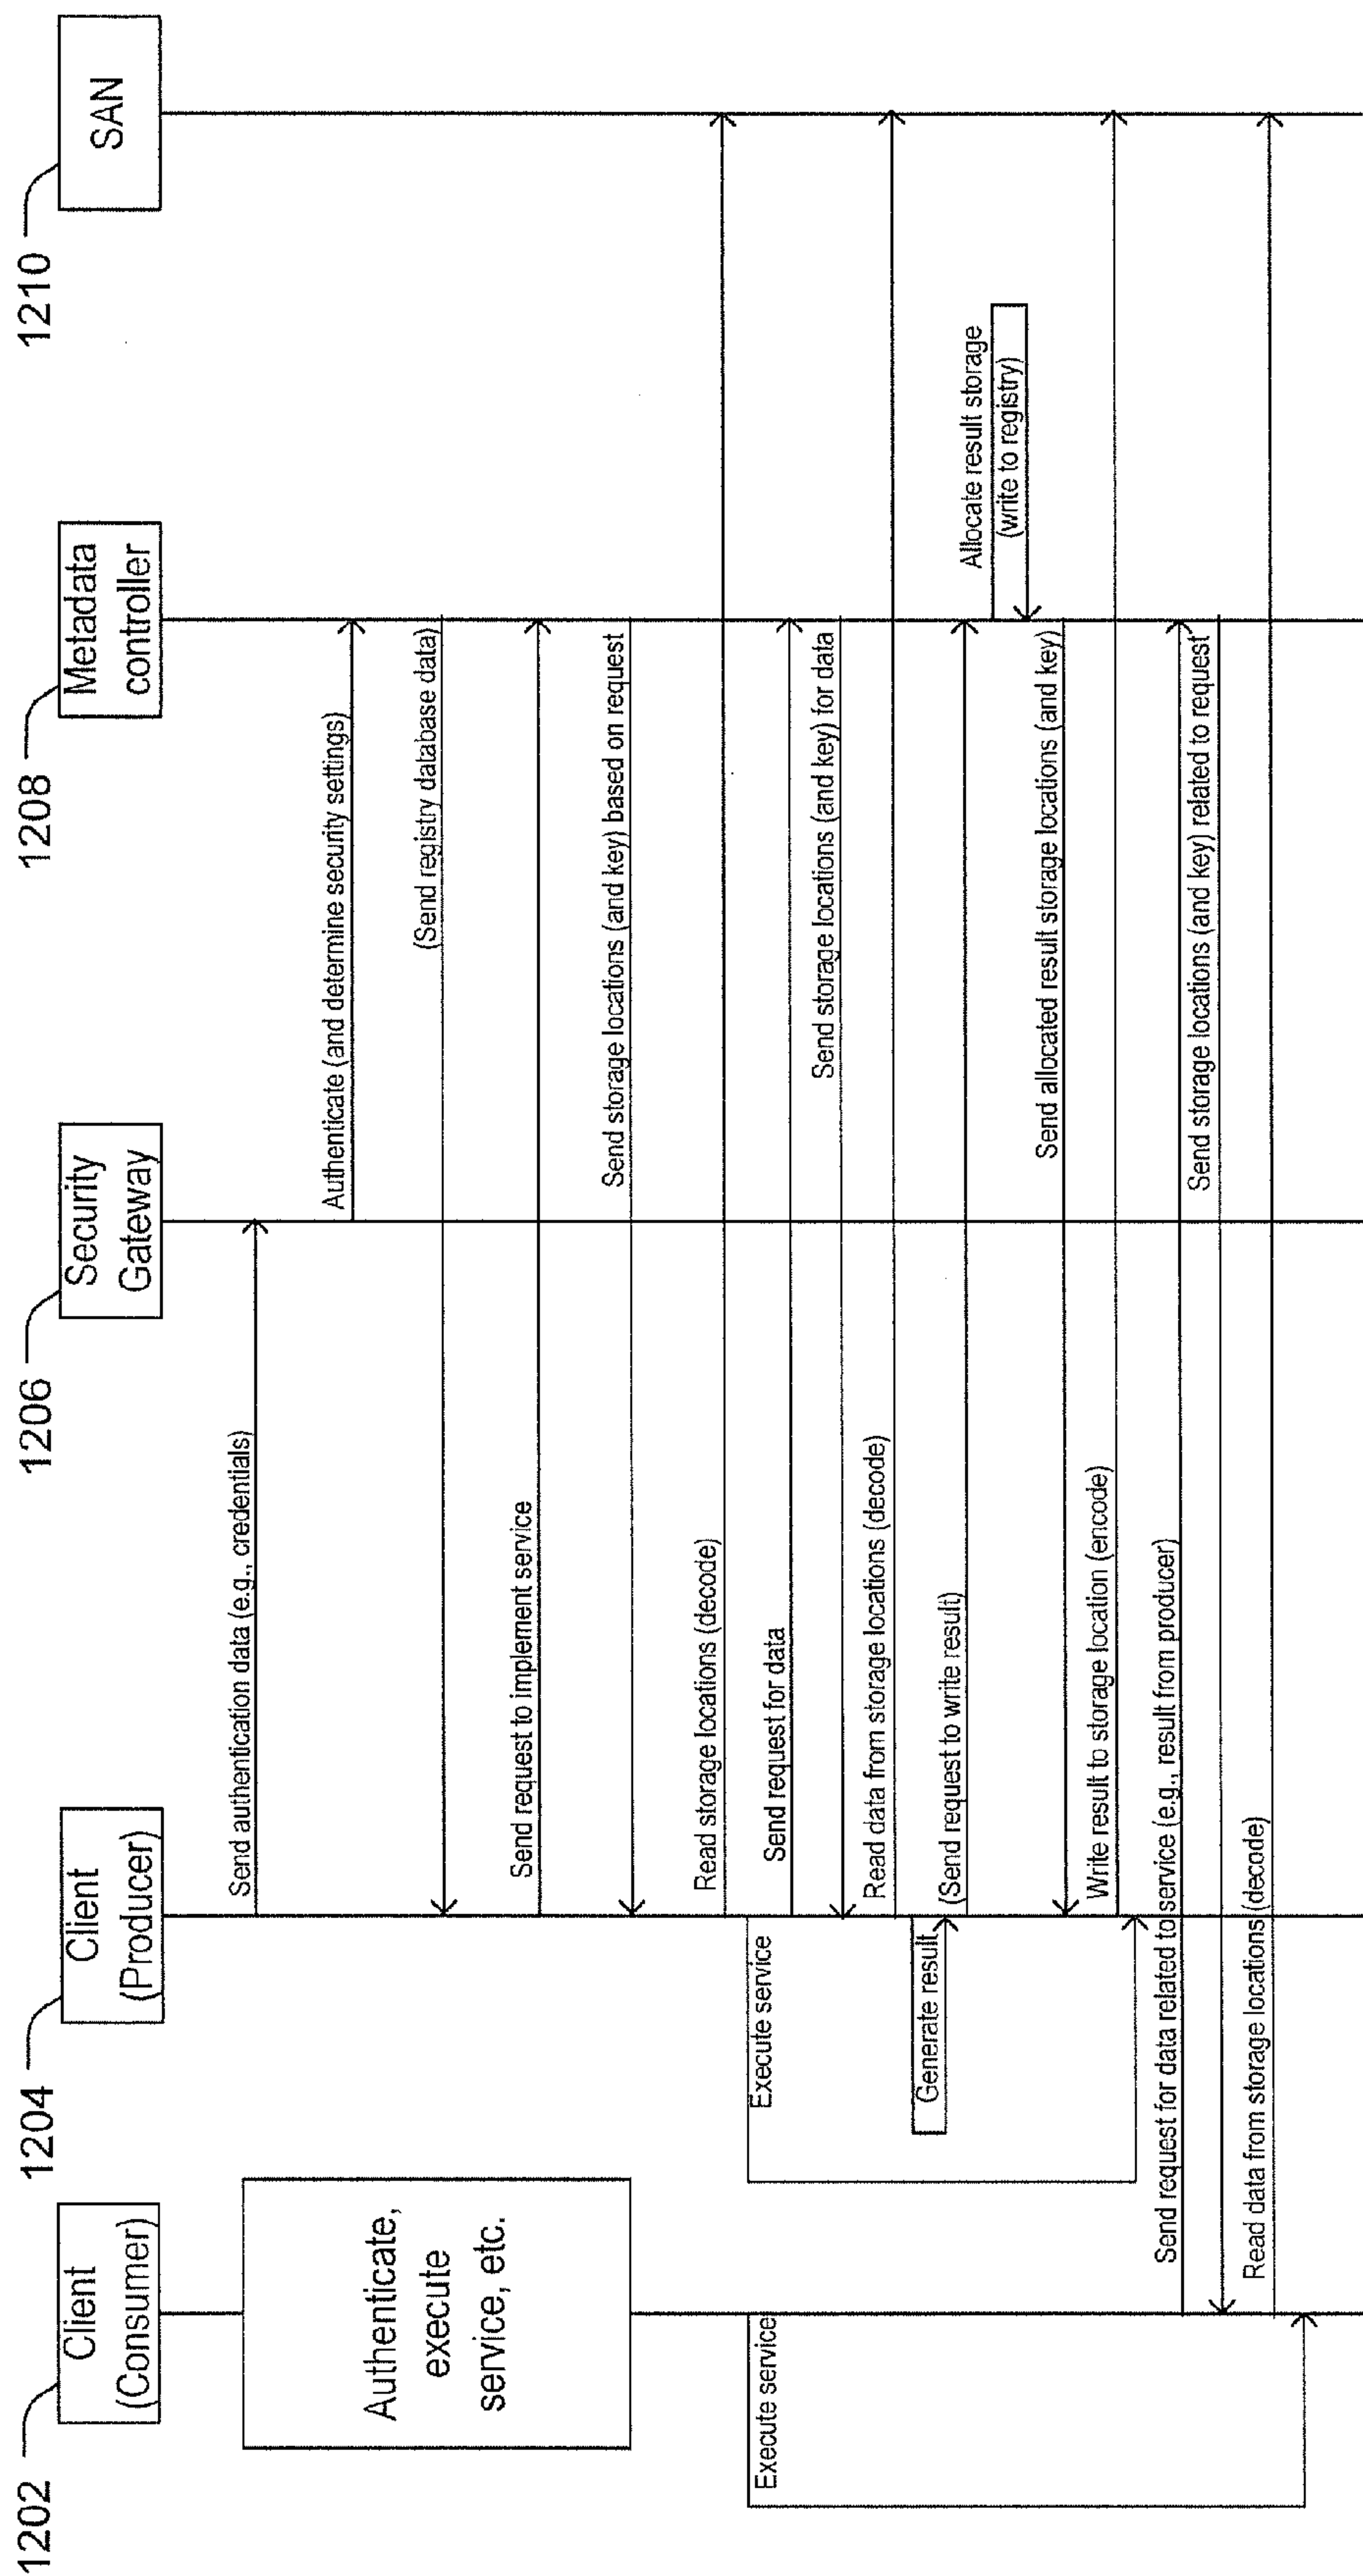 1202
Client
(Consumer)
1204
Client
(Producer)
1206
Security
Gateway
1208
Metadata
controller
1210
SAN
Authenticate,
execute
service, etc.
Send authentication data (e.g., credentials)
Authenticate (and determine security settings)
(Send registry database data)
Send request to implement service
Send storage locations (and key) based on request
Read storage locations (decode)
Execute service
Execute service
Send request for data
Send storage locations (and key) for data
Read data from storage locations (decode)
Generate result
(Send request to write result)
Allocate result storage
(write to registry)
Send allocated result storage locations (and key)
Write result to storage location (encode)
Send request for data related to service (e.g., result from producer)
Send storage locations (and key) related to request
Read data from storage locations (decode)